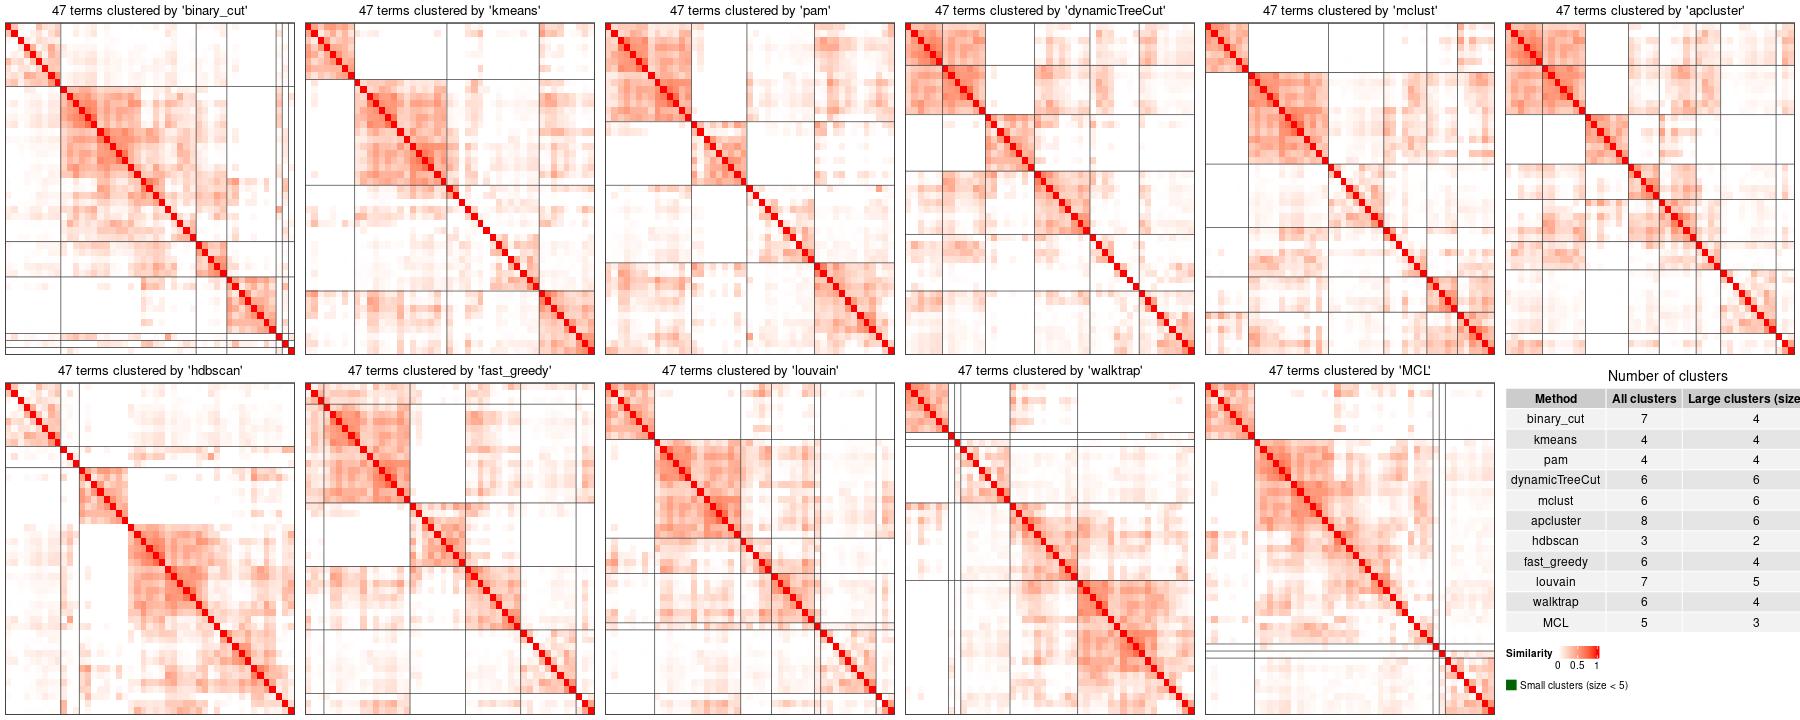 47 terms clustered by 'binary_cut'
47 terms clustered by 'kmeans'
47 terms clustered by 'pam'
47 terms clustered by 'dynamicTreeCut'
47 terms clustered by 'mclust'
47 terms clustered by 'apcluster'
47 terms clustered by 'hdbscan'
47 terms clustered by 'fast_greedy'
47 terms clustered by 'louvain'
47 terms clustered by 'walktrap'
47 terms clustered by 'MCL'
Number of clusters
Method All clusters Large clusters (size
binary_cut 7 4
kmeans 4 4
pam 4 4
dynamicTreeCut 6 6
mclust 6 6
apcluster 8 6
hdbscan 3 2
fast_greedy 6 4
louvain 7 5
walktrap 6 4
MCL 5 3
Similarity
0 0.5 1
Small clusters (size < 5)